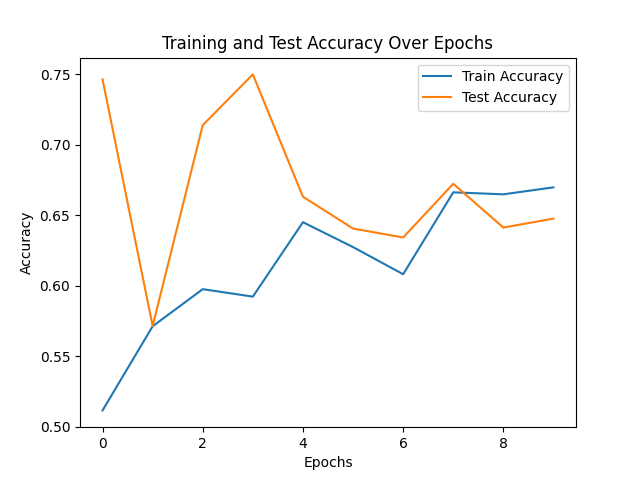 Training and Test Accuracy Over Epochs
Train Accuracy
Test Accuracy
0.75
0.70
0.65
0.60
0.55
0.50
Accuracy
0 2 4 6 8
Epochs